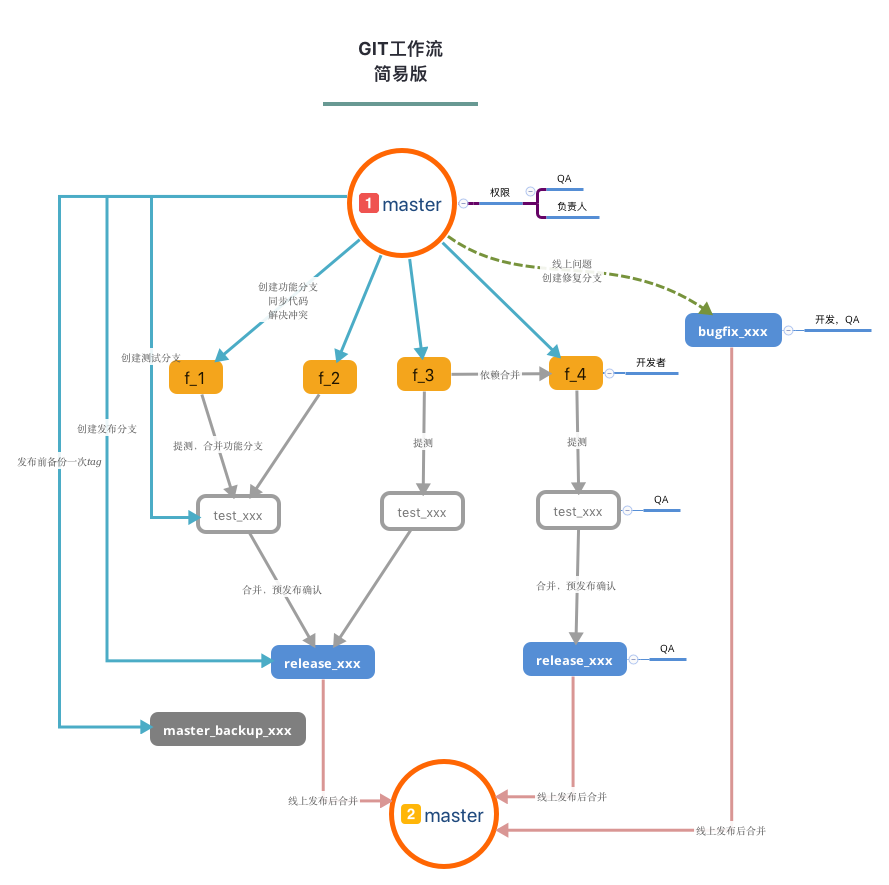 GIT工作流
简易版
1 master
权限
QA
负责人
线上问题
创建修复分支
创建功能分支
同步代码
解决冲突
bugfix_xxx
开发，QA
创建测试分支
f_1
f_2
f_3
依赖合并
f_4
开发者
创建发布分支
提测．合并功能分支
提测
提测
发布前备份一次tag
test_xxx
test_xxx
test_xxx
QA
合并．预发布确认
合并．预发布确认
release_xxx
release_xxx
QA
master_backup_xxx
线上发布后合并
线上发布后合并
2 master
线上发布后合并